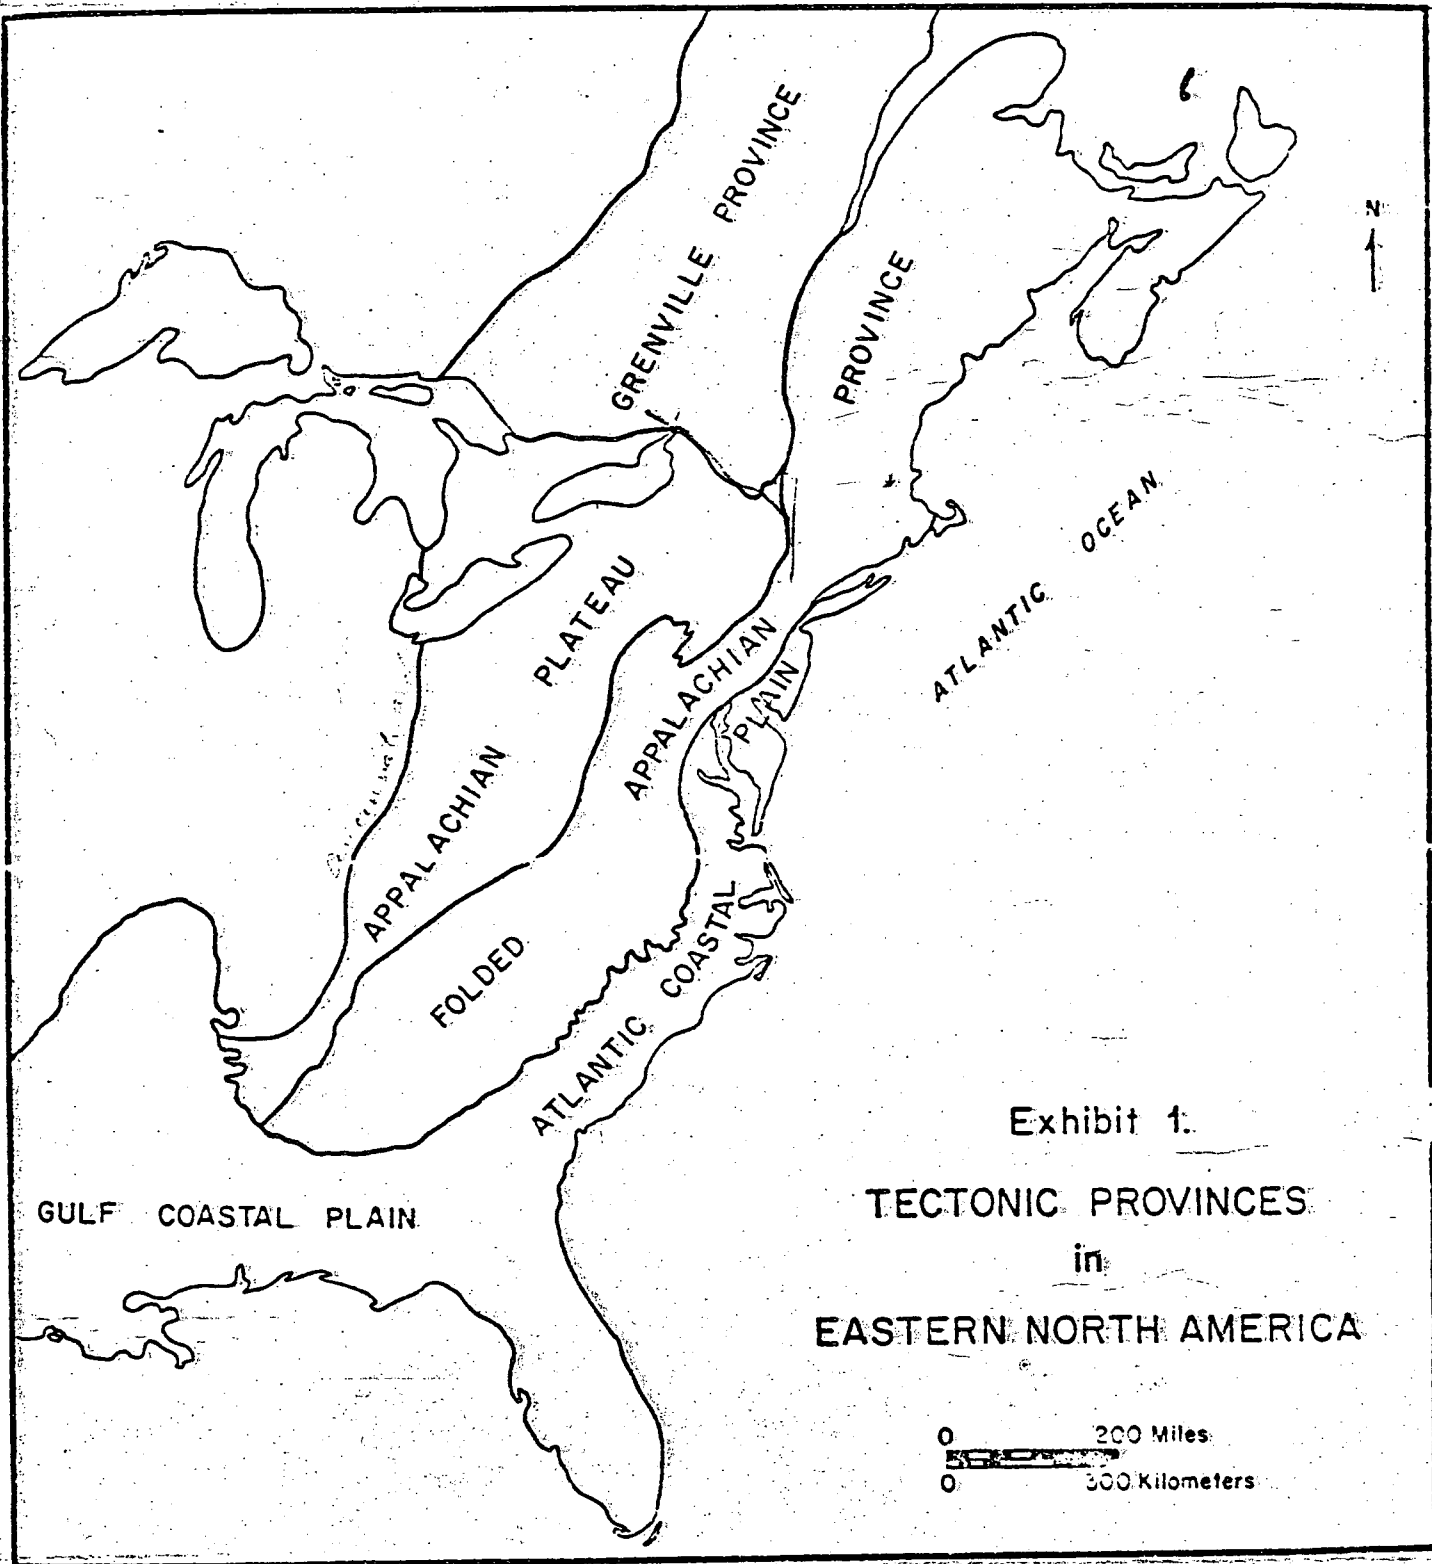 GRENVILLE PROVINCE
N
PROVINCE
ATLANTIC OCEAN
PLATEAU
APPALACHIAN
PLAIN
APPALACHIAN
FOLDED
COASTAL
ATLANTIC
GULF COASTAL PLAIN
Exhibit 1.
TECTONIC PROVINCES
in
EASTERN NORTH AMERICA
0 200 Miles
0 300 Kilometers